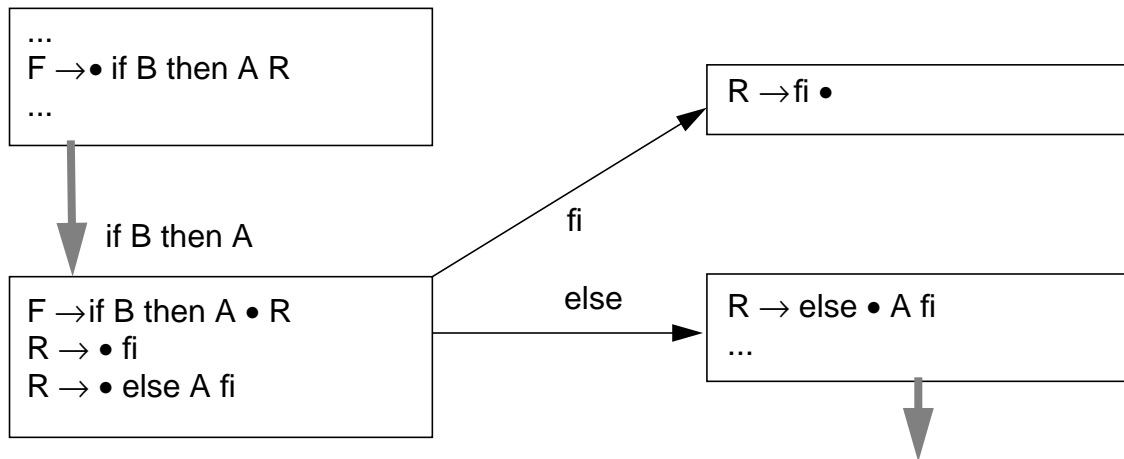 ...
F → • if B then A R
...
R → fi •
if B then A
fi
else
F → if B then A • R
R → • fi
R → • else A fi
R → else • A fi
...